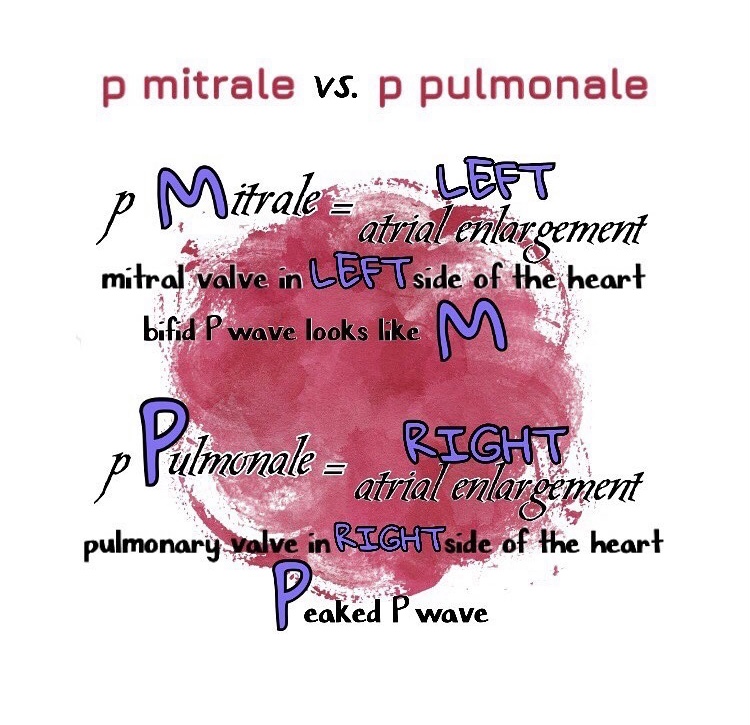 p mitrale vs. p pulmonale
p Mitrale = LEFT
atrial enlargement
mitral valve in LEFT side of the heart
bifid P wave looks like M
p Pulmonale = RIGHT
atrial enlargement
pulmonary valve in RIGHT side of the heart
Peaked P wave